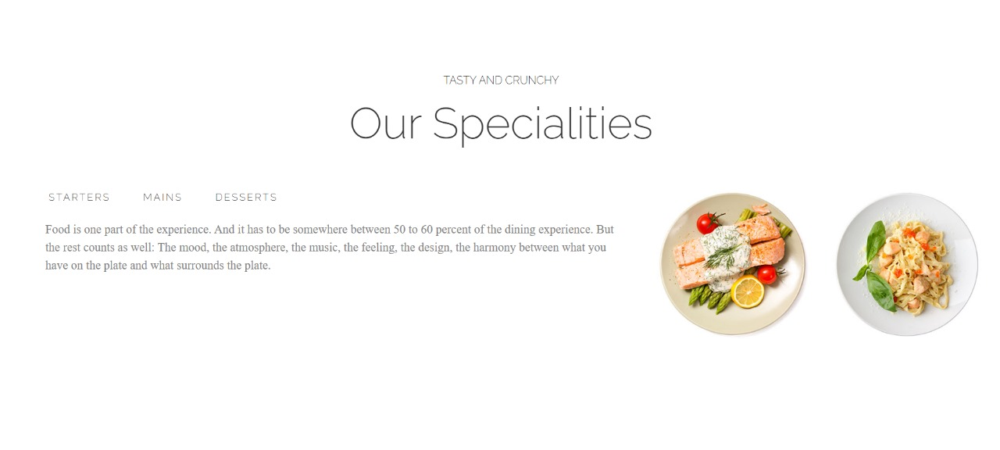 TASTY AND CRUNCHY
Our Specialities
STARTERS MAINS DESSERTS
Food is one part of the experience. And it has to be somewhere between 50 to 60 percent of the dining experience. But
the rest counts as well: The mood, the atmosphere, the music, the feeling, the design, the harmony between what you
have on the plate and what surrounds the plate.